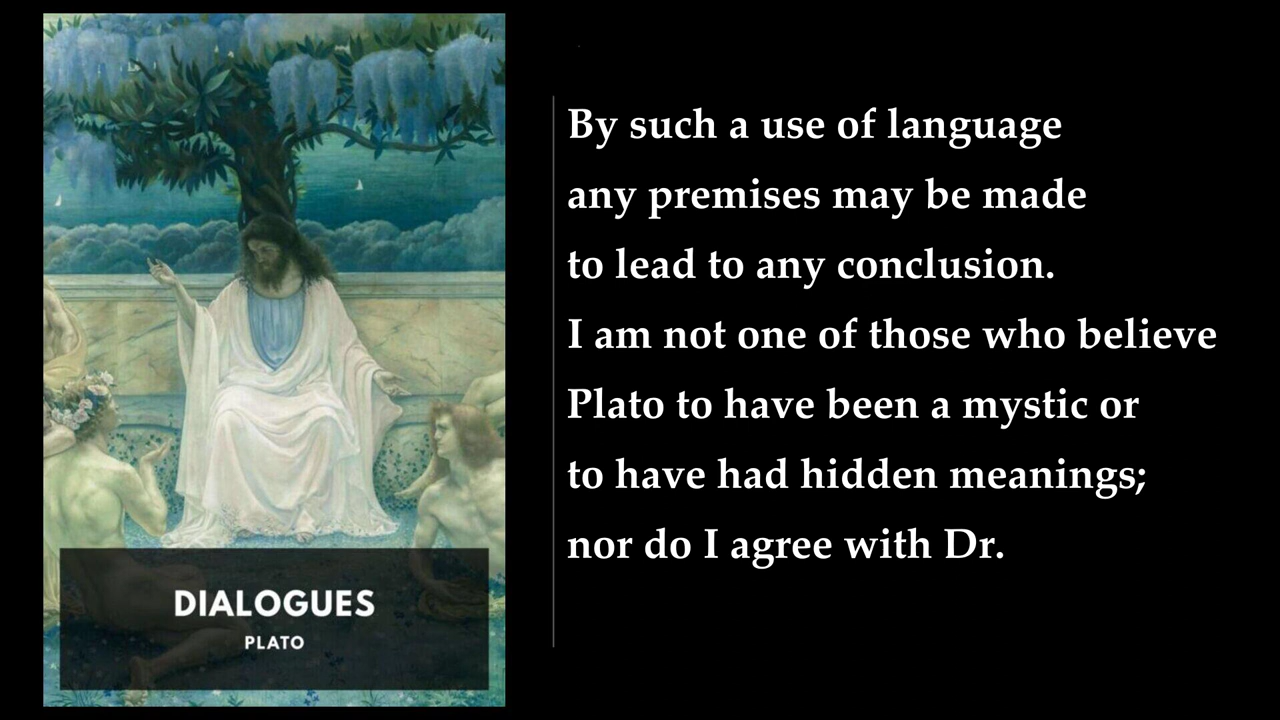 DIALOGUES
PLATO
By such a use of language
any premises may be made
to lead to any conclusion.
I am not one of those who believe
Plato to have been a mystic or
to have had hidden meanings;
nor do I agree with Dr.